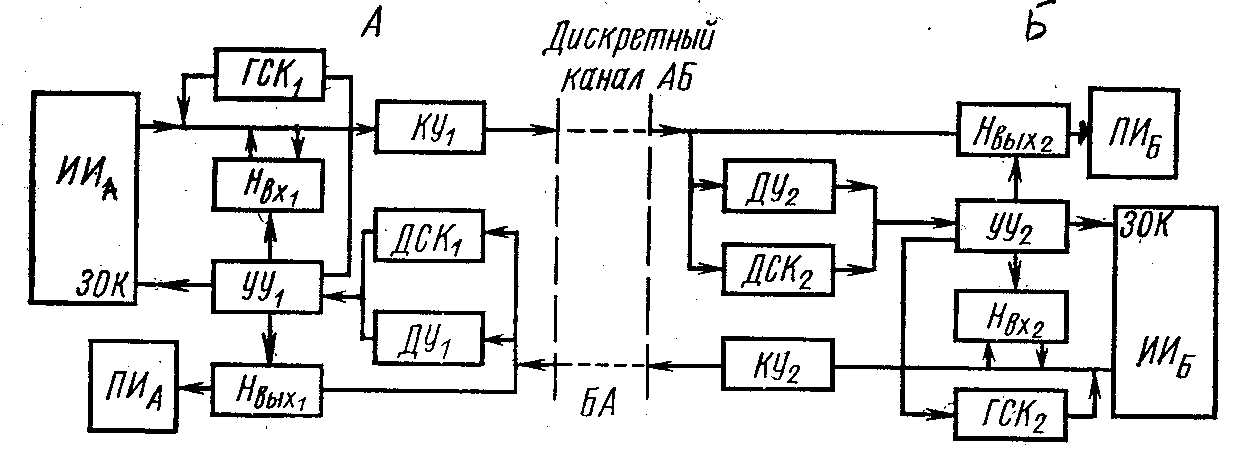 А
Б
Дискретный
канал АБ
ГСК₁
КУ₁
ИИА
Нвх₁
ДСК₁
ЗОК
УУ₁
ДУ₁
ПИА
Нвых₁
БА
Нвых₂
ПИБ
ДУ₂
УУ₂
ЗОК
ДСК₂
Нвх₂
ИИБ
КУ₂
ГСК₂